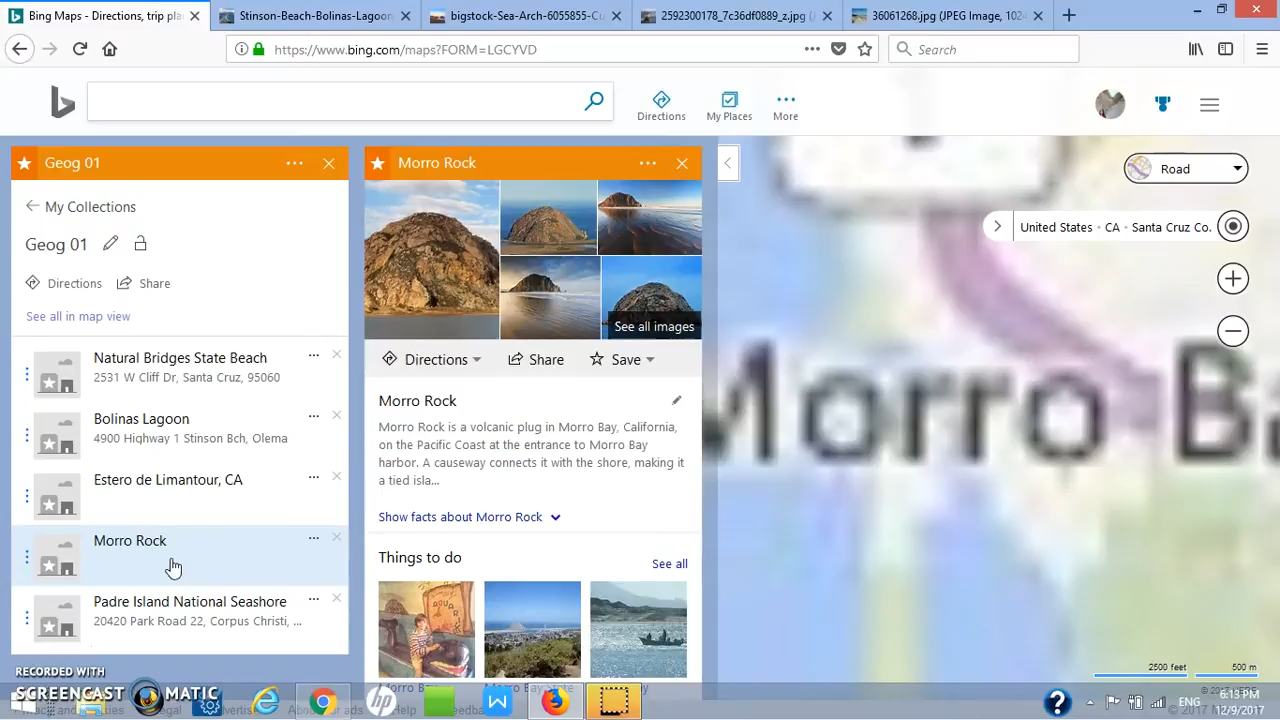 Bing Maps - Directions, trip pla
Stinson-Beach-Bolinas-Lagoon
bigstock-Sea-Arch-6055855-Cu
2592300178_7c36df0889_z.jpg (
36061268.jpg (JPEG Image, 102
https://www.bing.com/maps?FORM=LGCYVD
Search
Directions
My Places
More
Geog 01
My Collections
Geog 01
Directions
Share
See all in map view
Natural Bridges State Beach
2531 W Cliff Dr, Santa Cruz, 95060
Bolinas Lagoon
4900 Highway 1 Stinson Bch, Olema
Estero de Limantour, CA
Morro Rock
Padre Island National Seashore
20420 Park Road 22, Corpus Christi, ...
Morro Rock
See all images
Directions
Share
Save
Morro Rock
Morro Rock is a volcanic plug in Morro Bay, California,
on the Pacific Coast at the entrance to Morro Bay
harbor. A causeway connects it with the shore, making it
a tied isla...
Show facts about Morro Rock
Things to do
See all
Road
United States · CA · Santa Cruz Co.
Morro Ba
2500 feet
500 m
RECORDED WITH
SCREENCAST MATIC
ENG
6:13 PM
12/9/2017